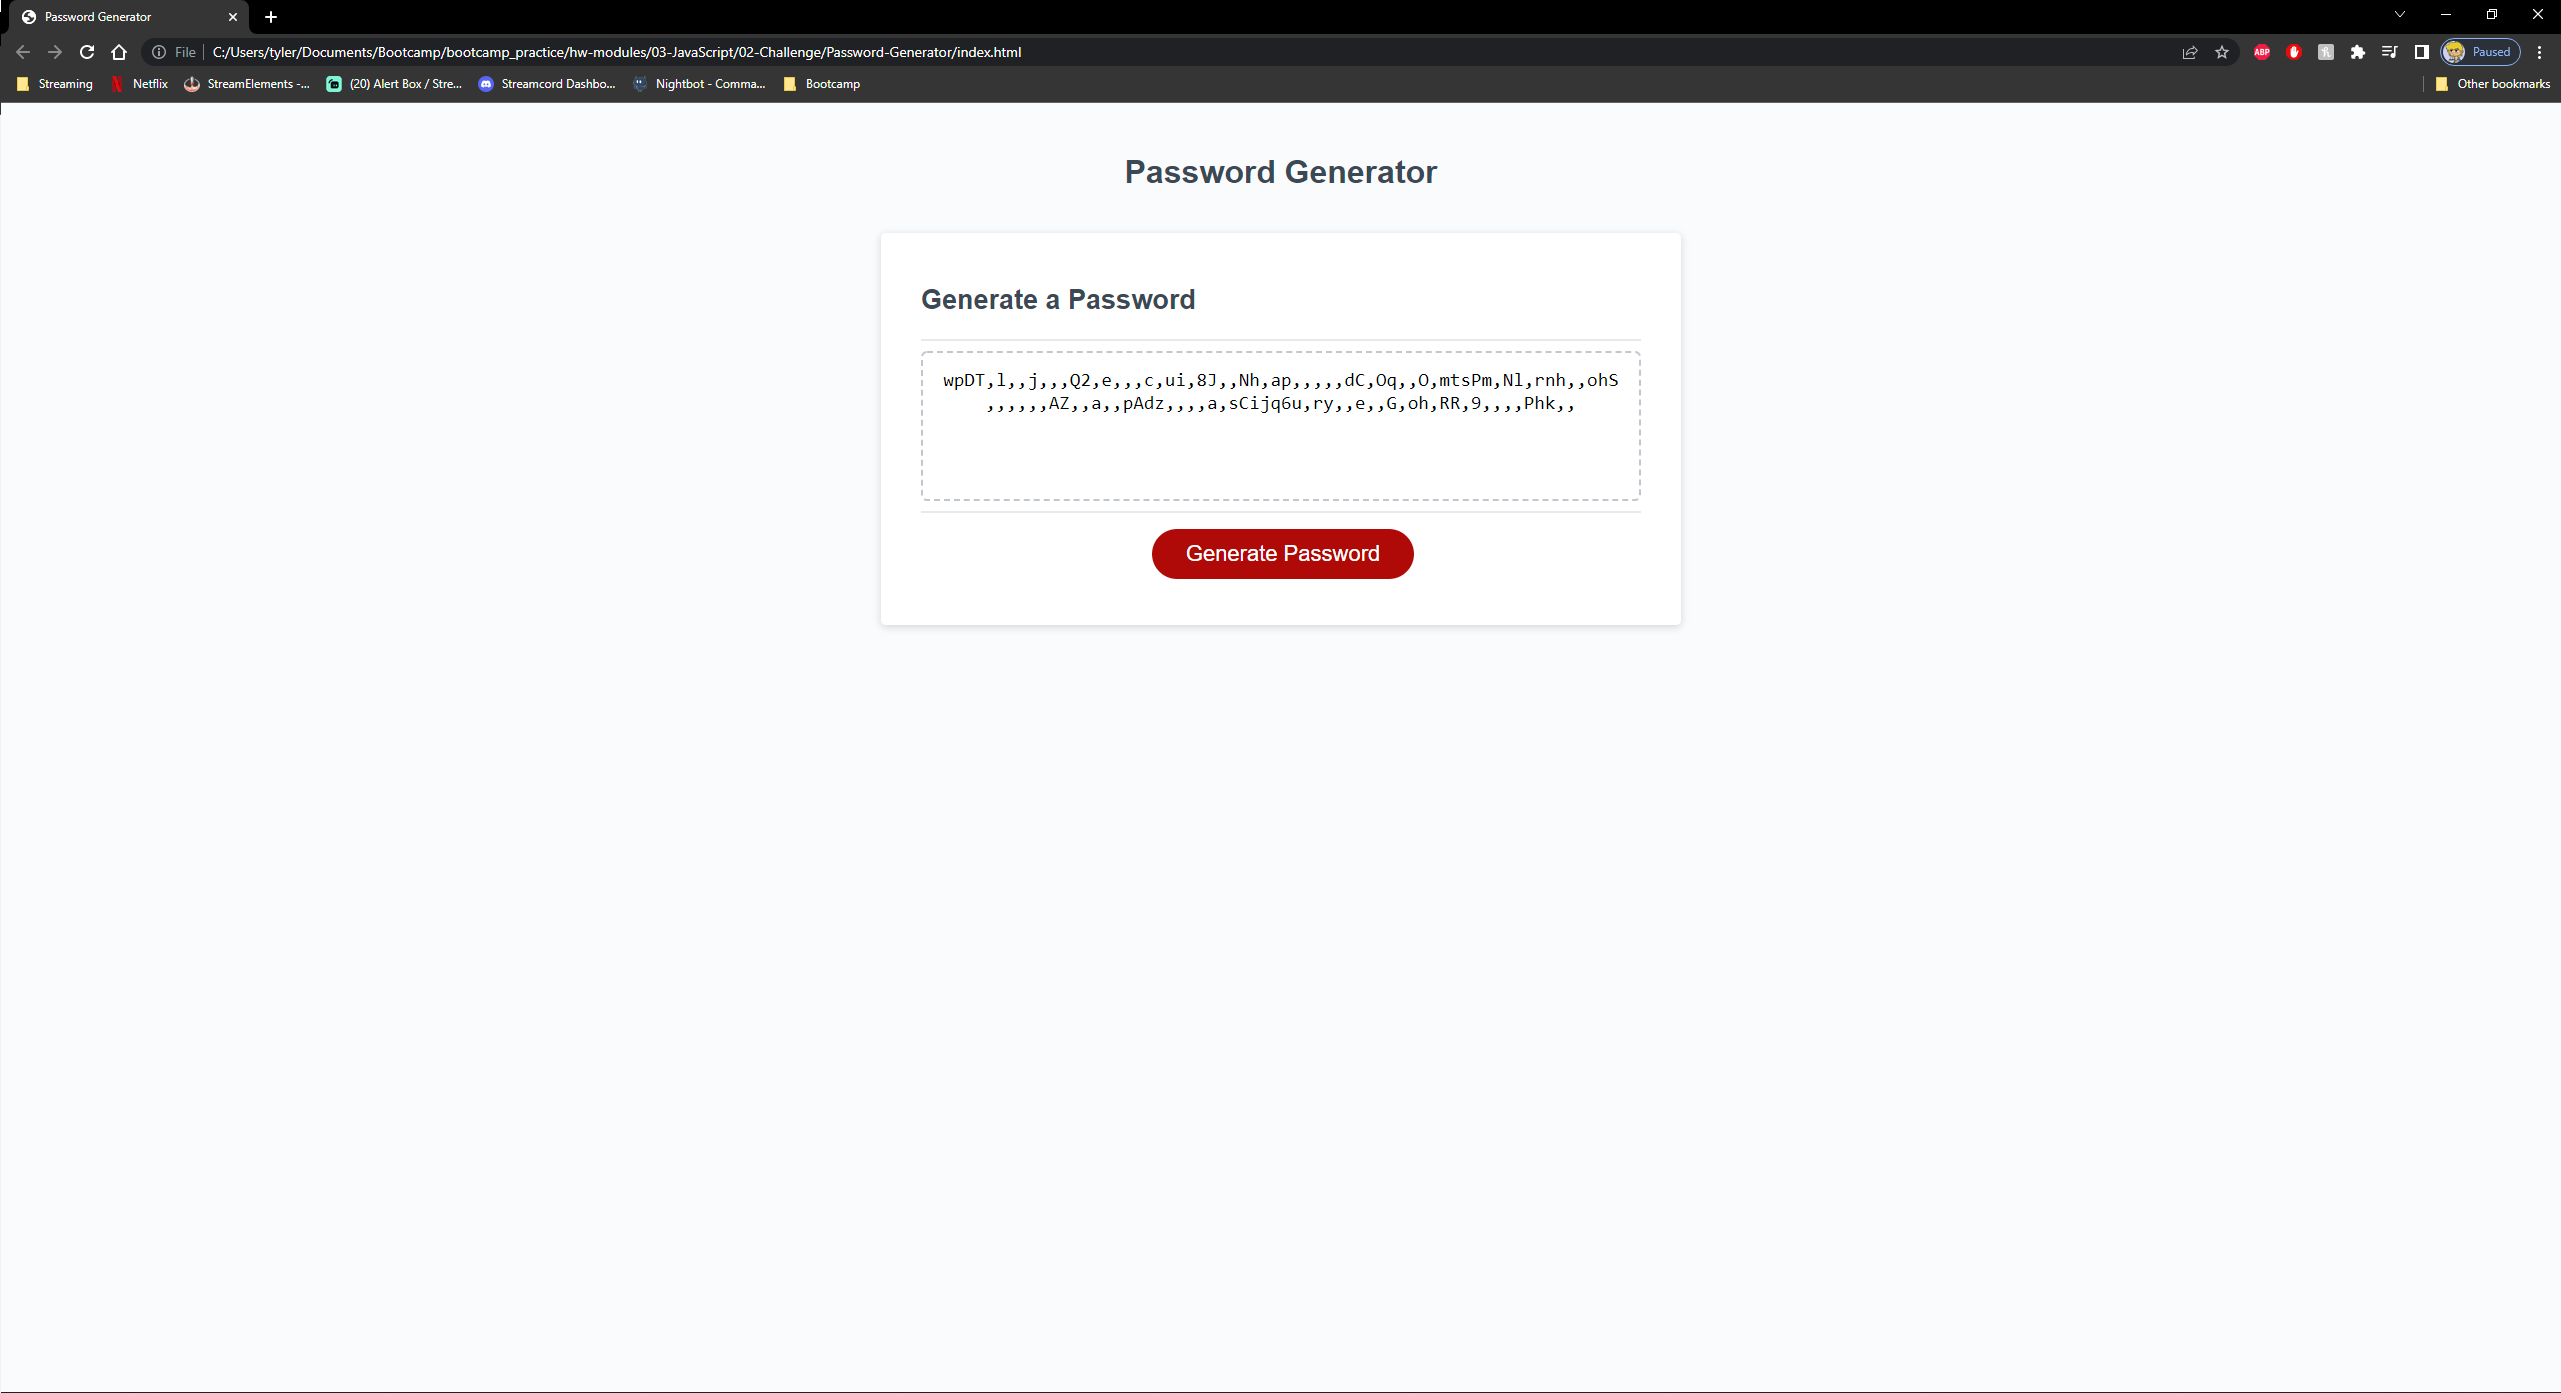 Password Generator
File C:/Users/tyler/Documents/Bootcamp/bootcamp_practice/hw-modules/03-JavaScript/02-Challenge/Password-Generator/index.html
ABP
Paused
Streaming Netflix StreamElements -... (20) Alert Box / Stre... Streamcord Dashbo... Nightbot - Comma... Bootcamp Other bookmarks
Password Generator
Generate a Password
wpDT,l,,j,,,Q2,e,,,c,ui,8J,,Nh,ap,,,,,dC,Oq,,O,mtsPm,Nl,rnh,,ohS
,,,,,,AZ,,a,,pAdz,,,,a,sCijq6u,ry,,e,,G,oh,RR,9,,,,Phk,,
Generate Password